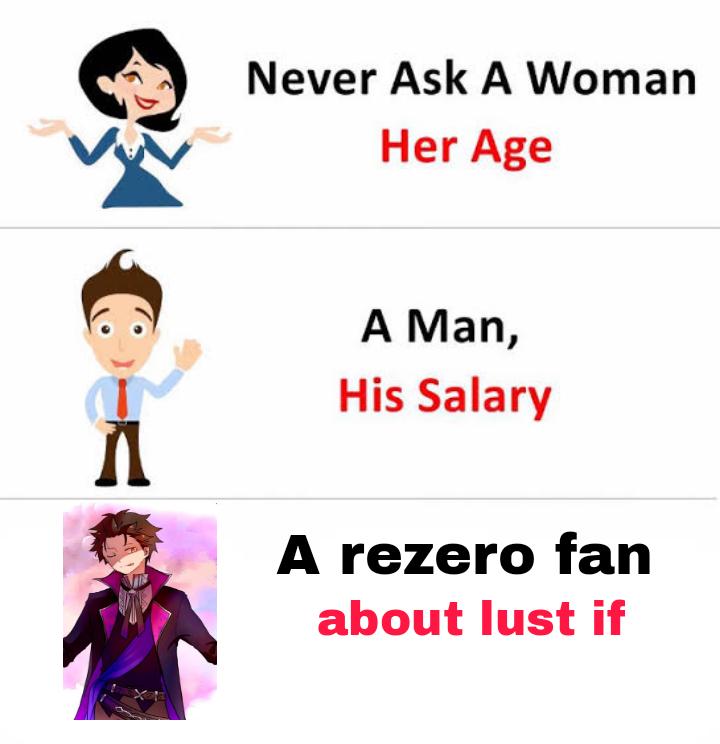 Never Ask A Woman
Her Age
A Man,
His Salary
A rezero fan
about lust if